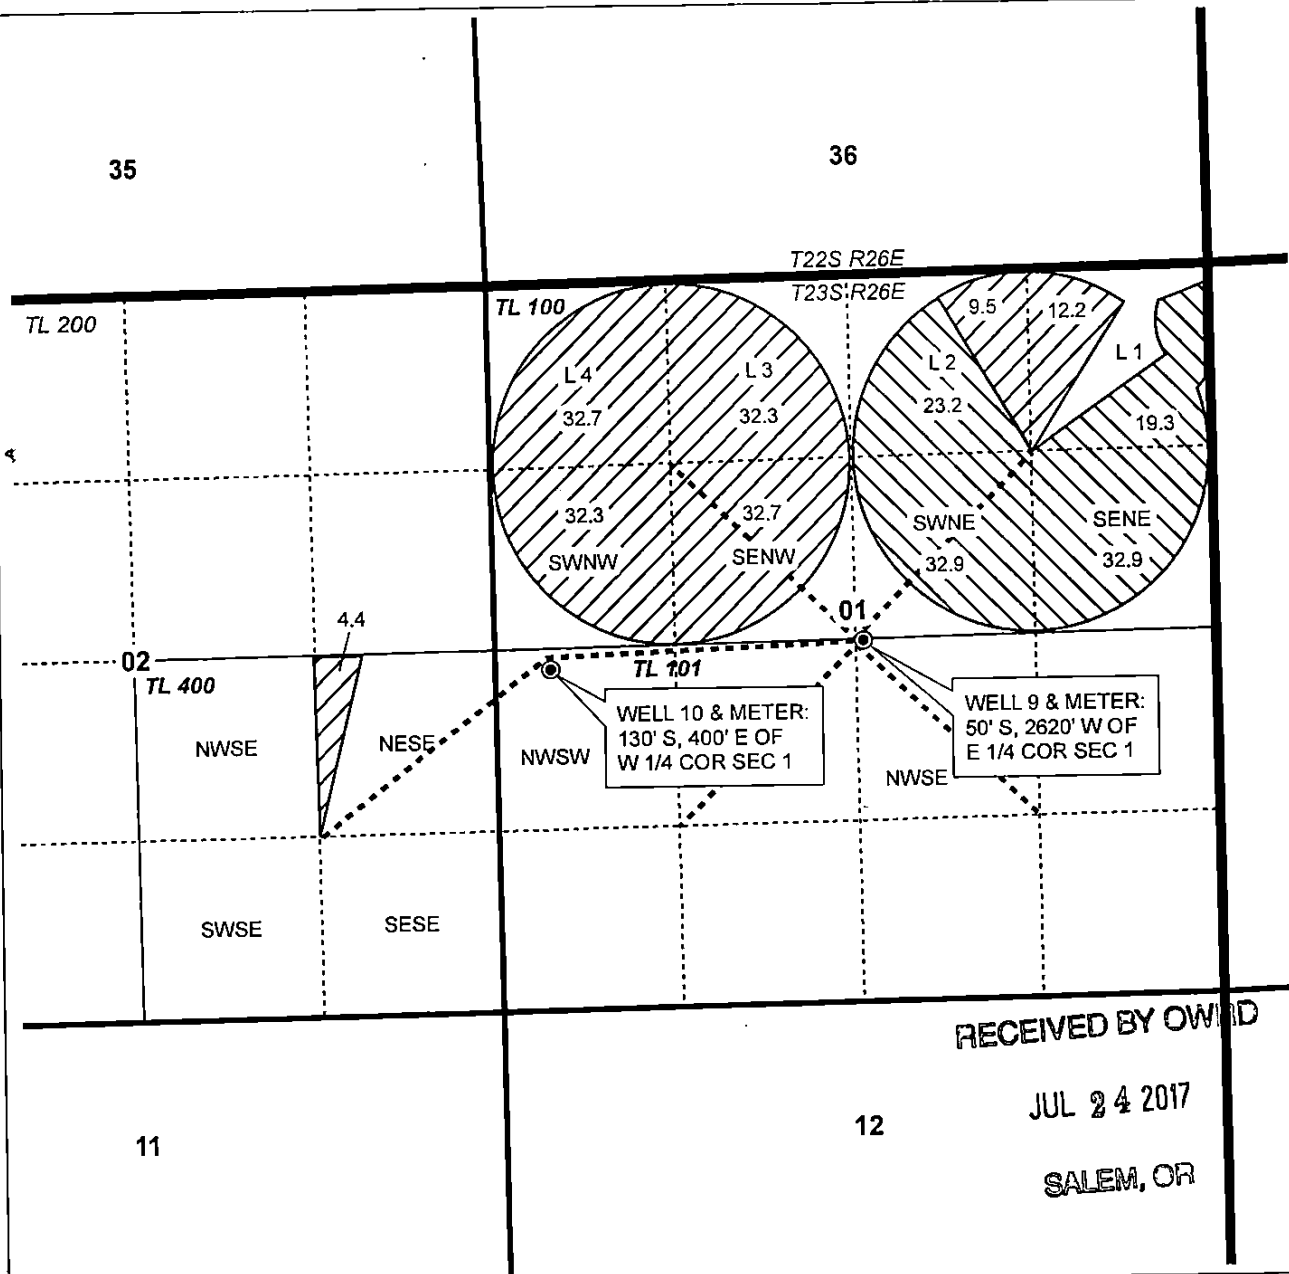 35
36
T22S R26E
T23S R26E
TL 200
TL 100
9.5
12.2
L 4
L 3
L 2
L 1
32.7
32.3
23.2
19.3
32.3
32.7
SWNE
SENE
SWNW
SENW
32.9
32.9
4.4
01
02
TL 400
TL 101
WELL 10 & METER:
130' S, 400' E OF
W 1/4 COR SEC 1
WELL 9 & METER:
50' S, 2620' W OF
E 1/4 COR SEC 1
NWSE
NESE
NWSW
NWSE
SWSE
SESE
RECEIVED BY OWRD
JUL 24 2017
SALEM, OR
11
12